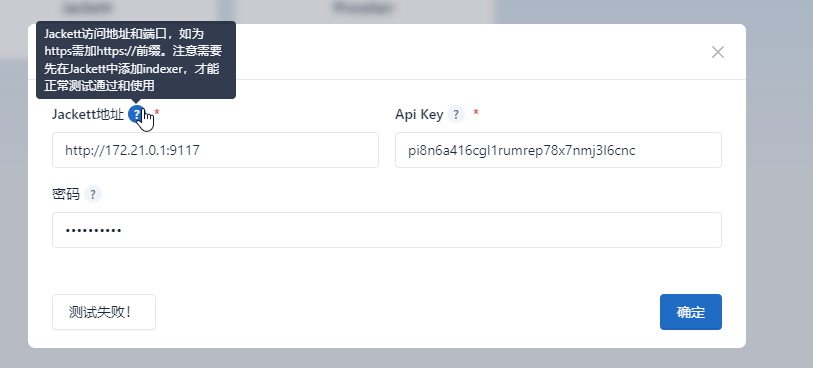 Jackett
Prowlarr
Jackett访问地址和端口，如为
https需加https://前缀。注意需要
先在Jackett中添加indexer，才能
正常测试通过和使用
Jackett地址 ? *
Api Key ? *
http://172.21.0.1:9117
pi8n6a416cgl1rumrep78x7nmj3l6cnc
密码 ?
••••••••••
测试失败！
确定